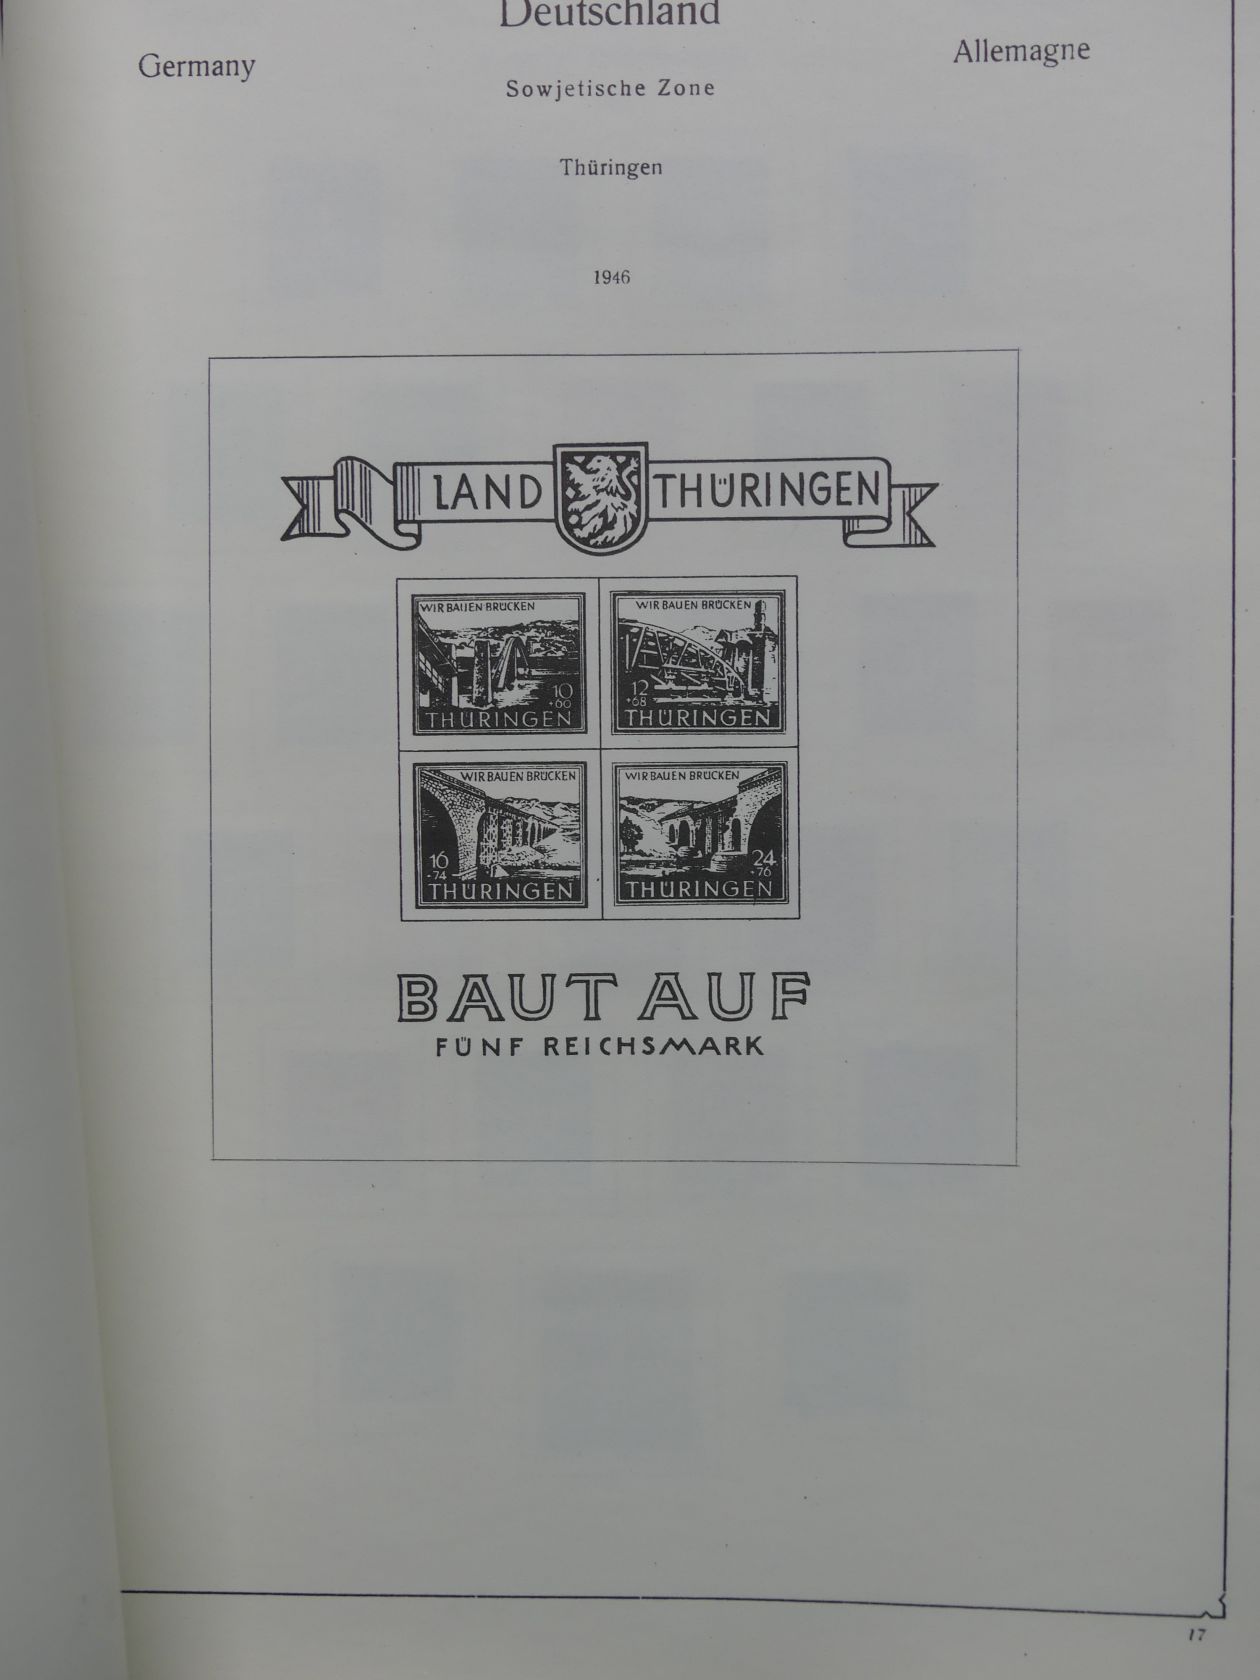 Deutschland
Germany
Allemagne
Sowjetische Zone
Thüringen
1946
LAND THÜRINGEN
WIR BAUEN BRÜCKEN
10
+60
THÜRINGEN
WIR BAUEN BRÜCKEN
12
+68
THÜRINGEN
WIR BAUEN BRÜCKEN
16
+74
THÜRINGEN
WIR BAUEN BRÜCKEN
24
+76
THÜRINGEN
BAUT AUF
FÜNF REICHSMARK
17